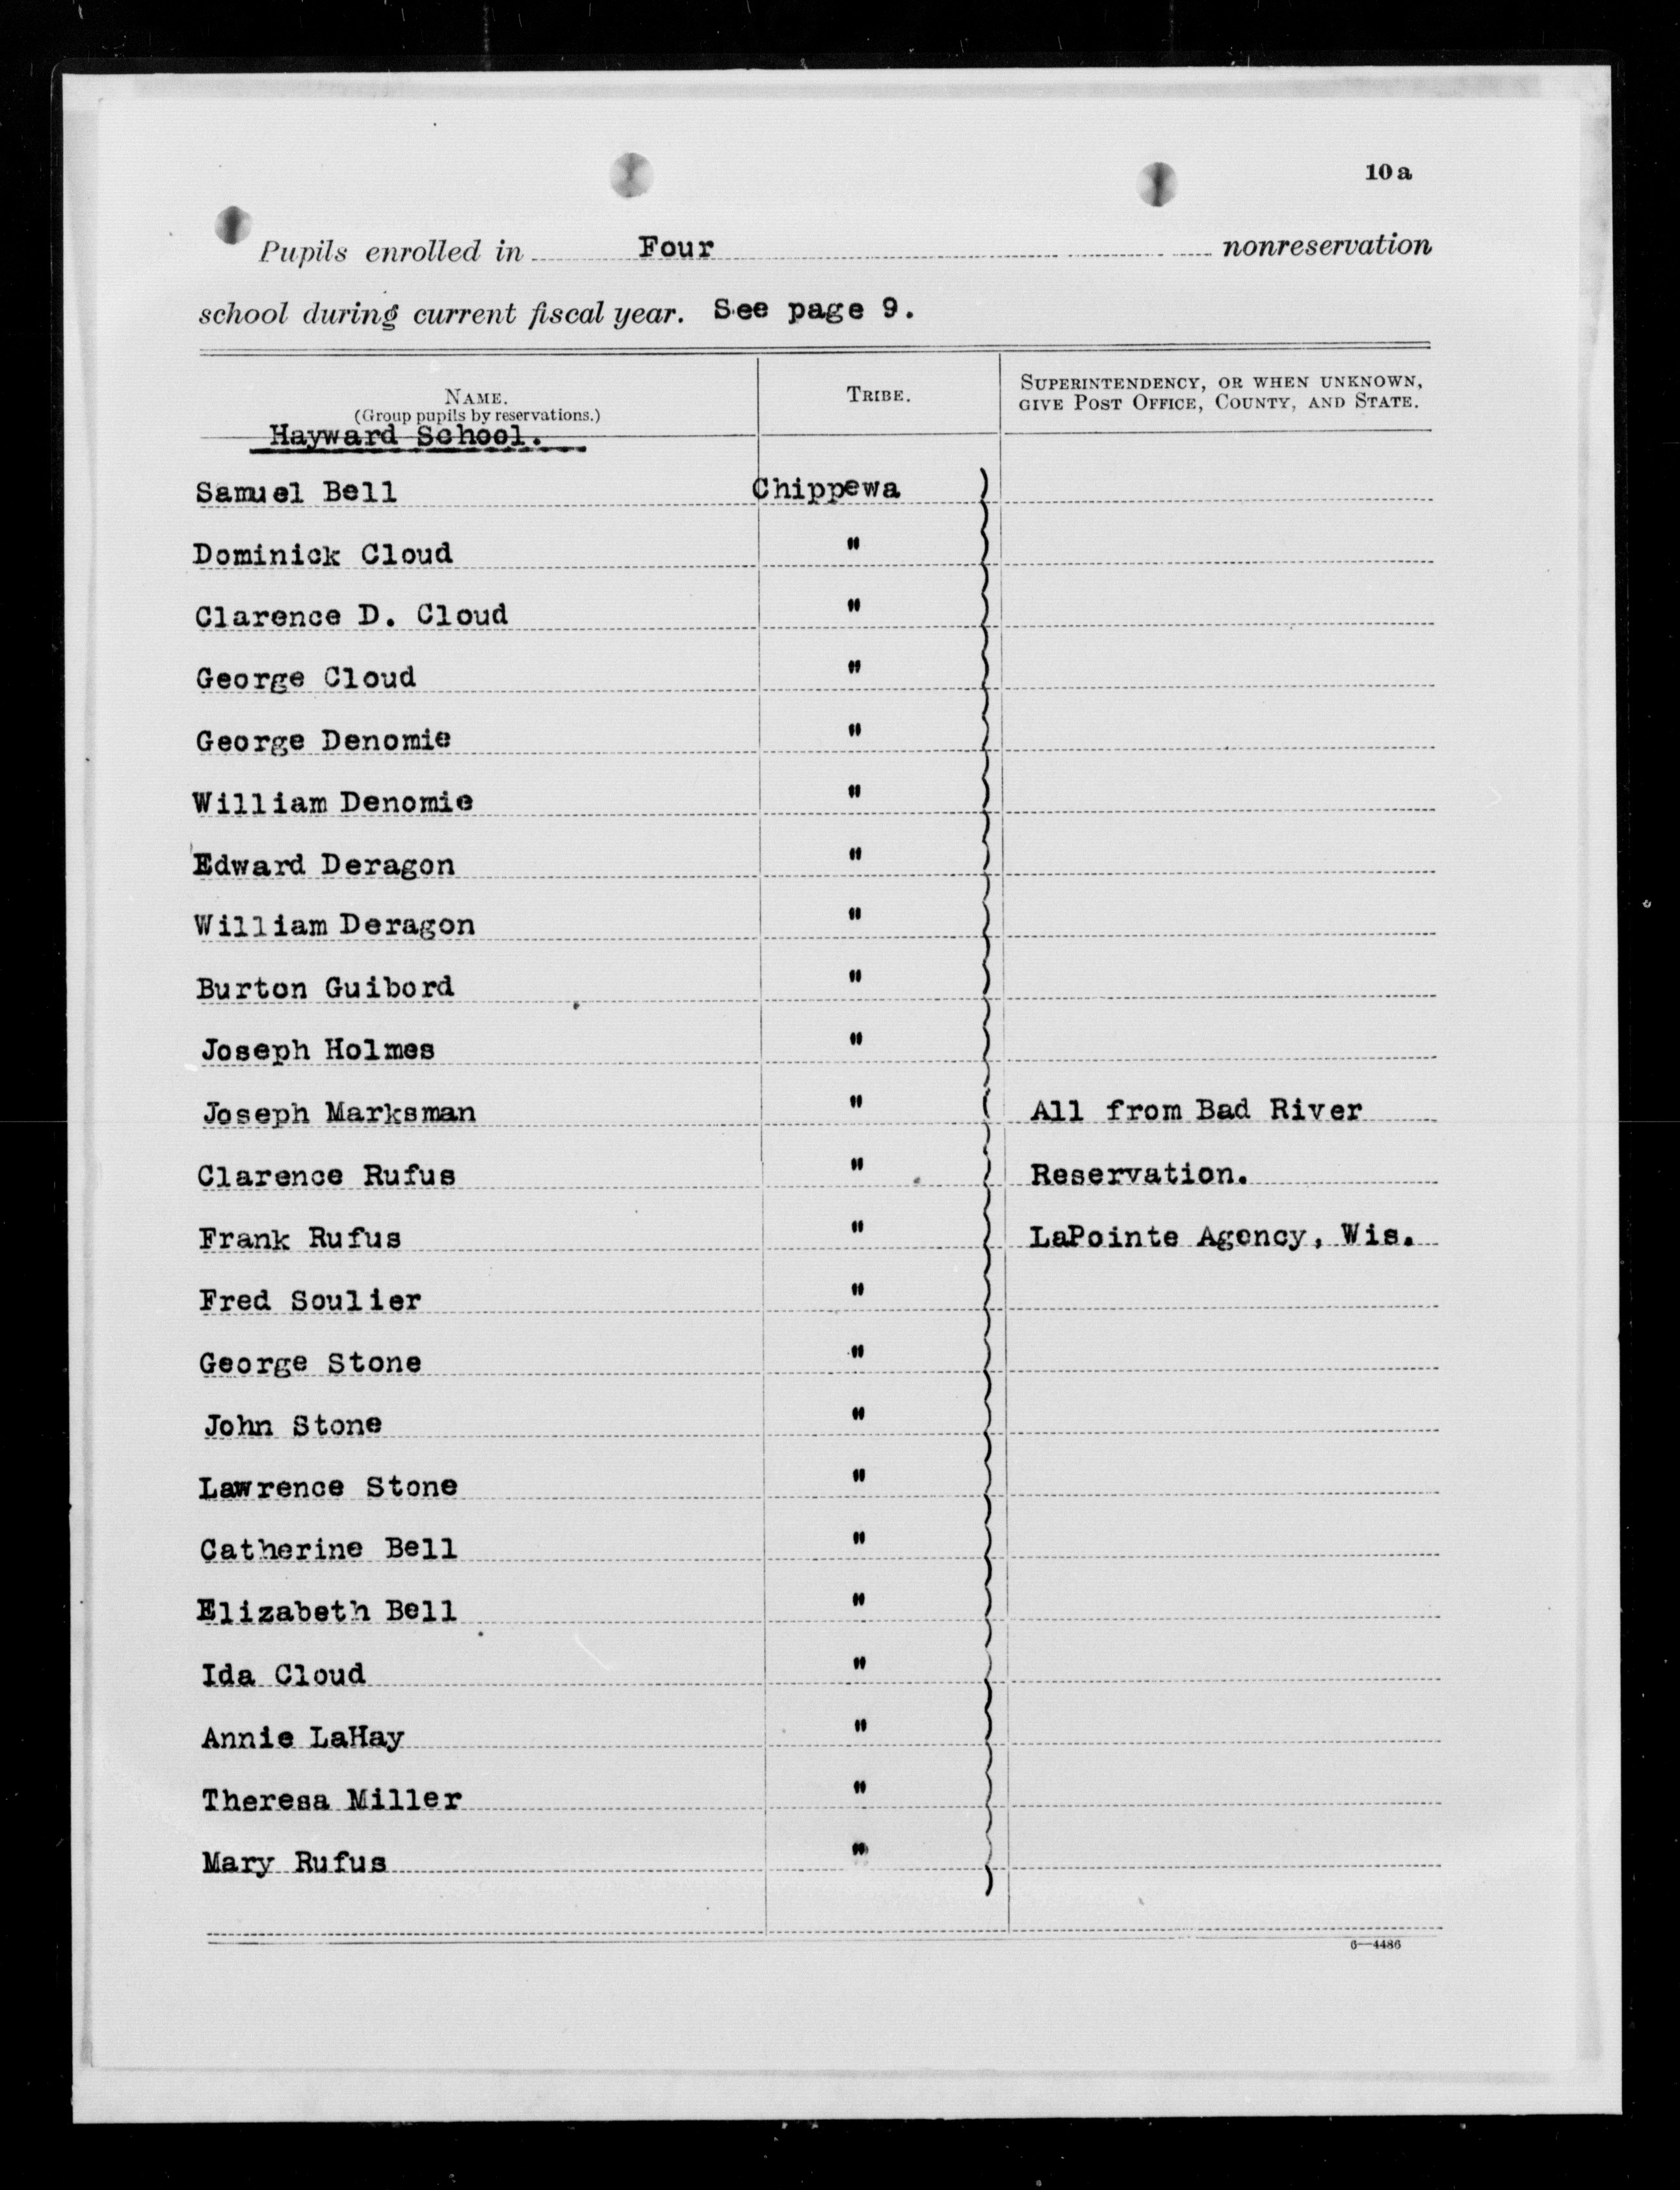 10a
Pupils enrolled in Four nonreservation
school during current fiscal year. See page 9.
NAME. TRIBE. SUPERINTENDENCY, OR WHEN UNKNOWN,
(Group pupils by reservations.) GIVE POST OFFICE, COUNTY, AND STATE.
Hayward School.
Samuel Bell Chippewa )
Dominick Cloud "
Clarence D. Cloud "
George Cloud "
George Denomie "
William Denomie "
Edward Deragon "
William Deragon "
Burton Guibord "
Joseph Holmes "
Joseph Marksman " All from Bad River
Clarence Rufus " Reservation.
Frank Rufus " LaPointe Agency, Wis.
Fred Soulier "
George Stone "
John Stone "
Lawrence Stone "
Catherine Bell "
Elizabeth Bell "
Ida Cloud "
Annie LaHay "
Theresa Miller "
Mary Rufus "
6—4486